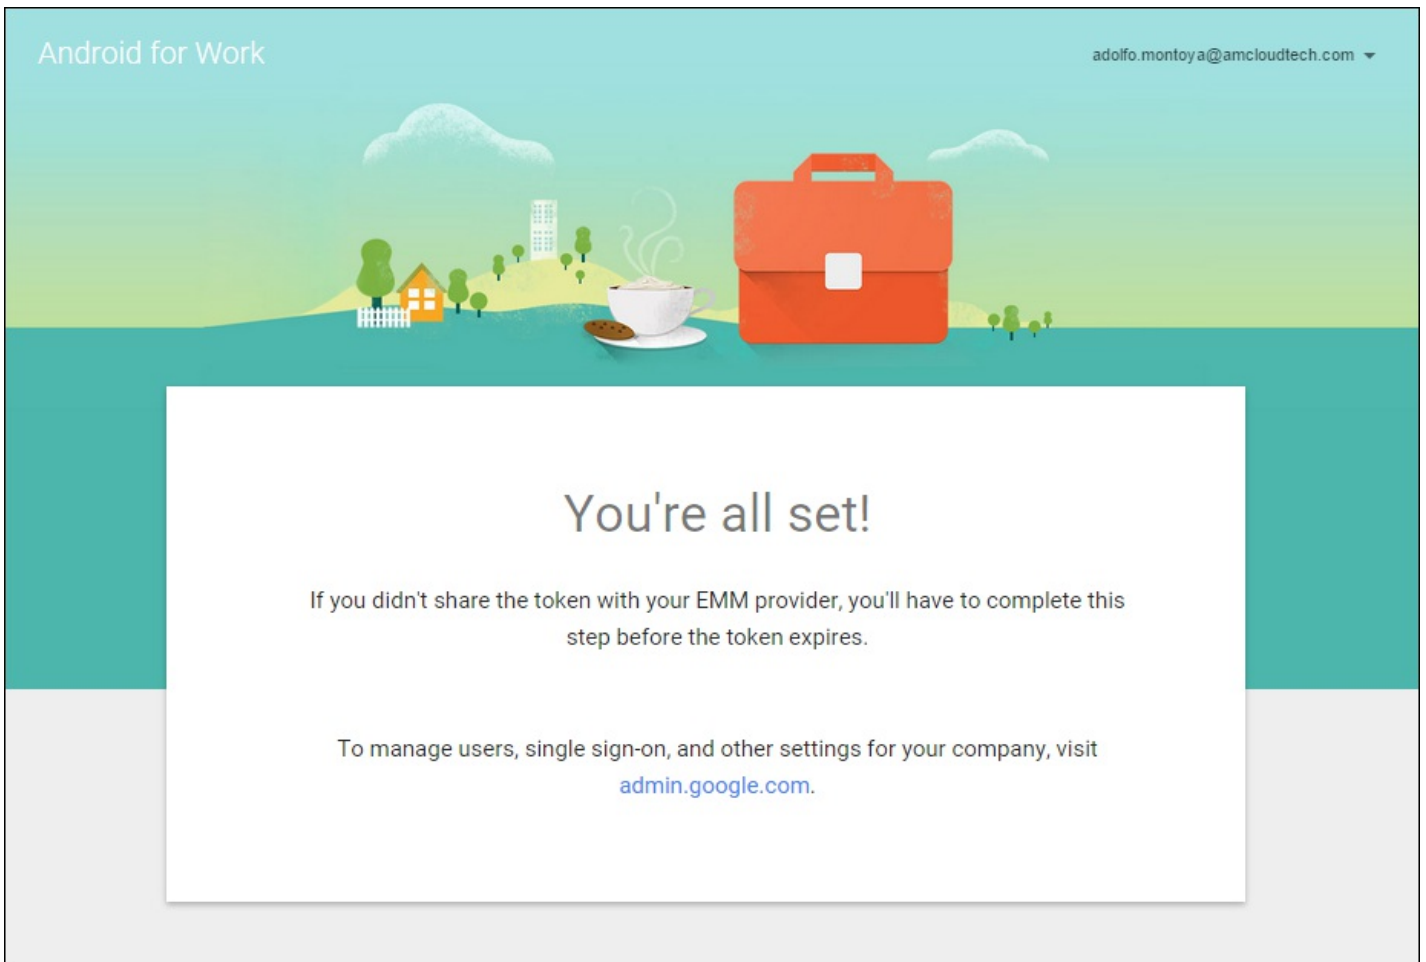 Android for Work
adolfo.montoya@amcloudtech.com
You're all set!
If you didn't share the token with your EMM provider, you'll have to complete this
step before the token expires.
To manage users, single sign-on, and other settings for your company, visit
admin.google.com.